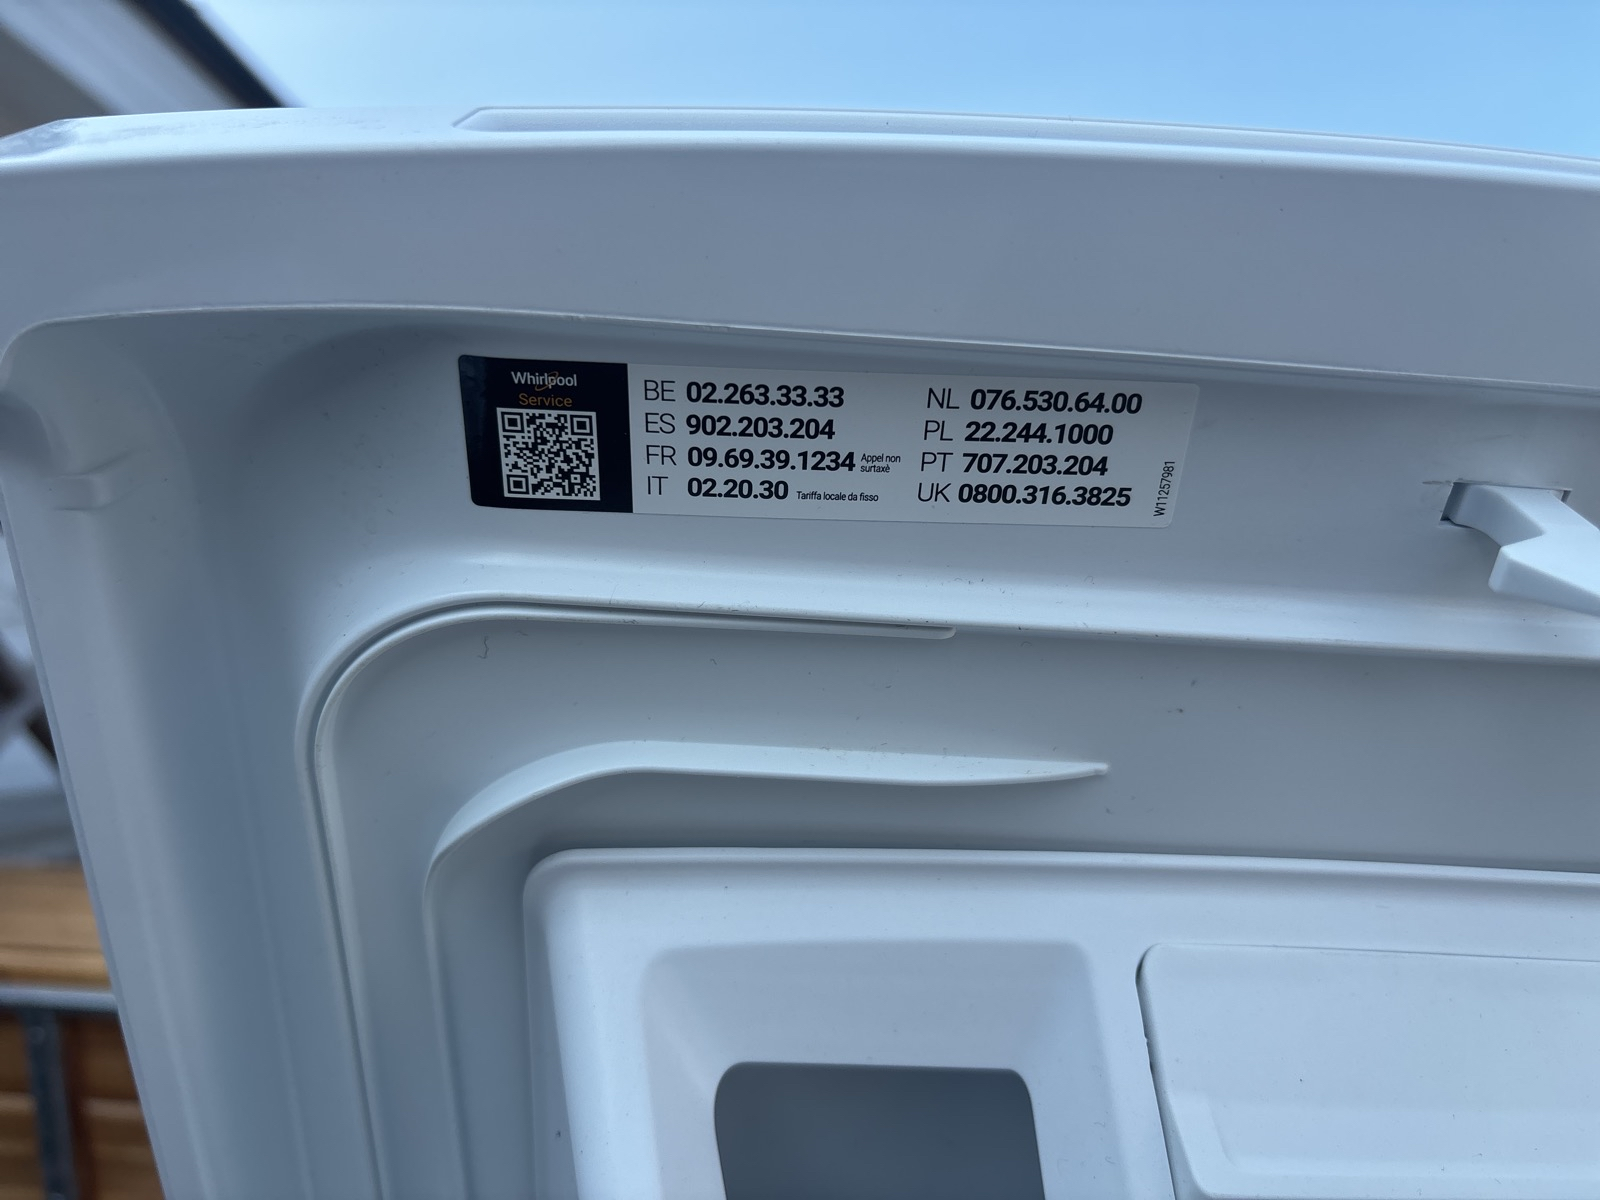 Whirlpool
Service
BE 02.263.33.33
ES 902.203.204
FR 09.69.39.1234 Appel non surtaxè
IT 02.20.30 Tariffa locale da fisso
NL 076.530.64.00
PL 22.244.1000
PT 707.203.204
UK 0800.316.3825
W11257981